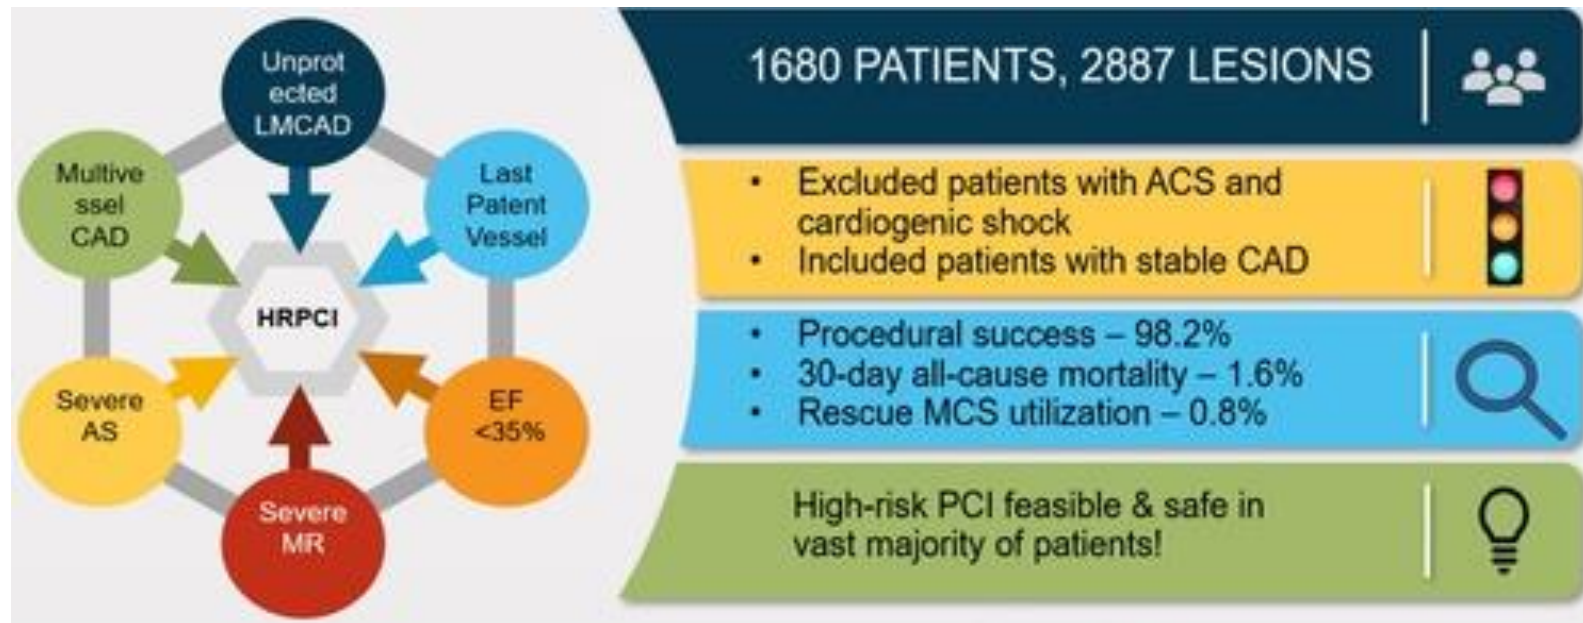 Unprot
ected
LMCAD
Last
Patent
Vessel
EF
<35%
Severe
MR
Severe
AS
Multive
ssel
CAD
HRPCI
1680 PATIENTS, 2887 LESIONS
• Excluded patients with ACS and
cardiogenic shock
• Included patients with stable CAD
• Procedural success – 98.2%
• 30-day all-cause mortality – 1.6%
• Rescue MCS utilization – 0.8%
High-risk PCI feasible & safe in
vast majority of patients!